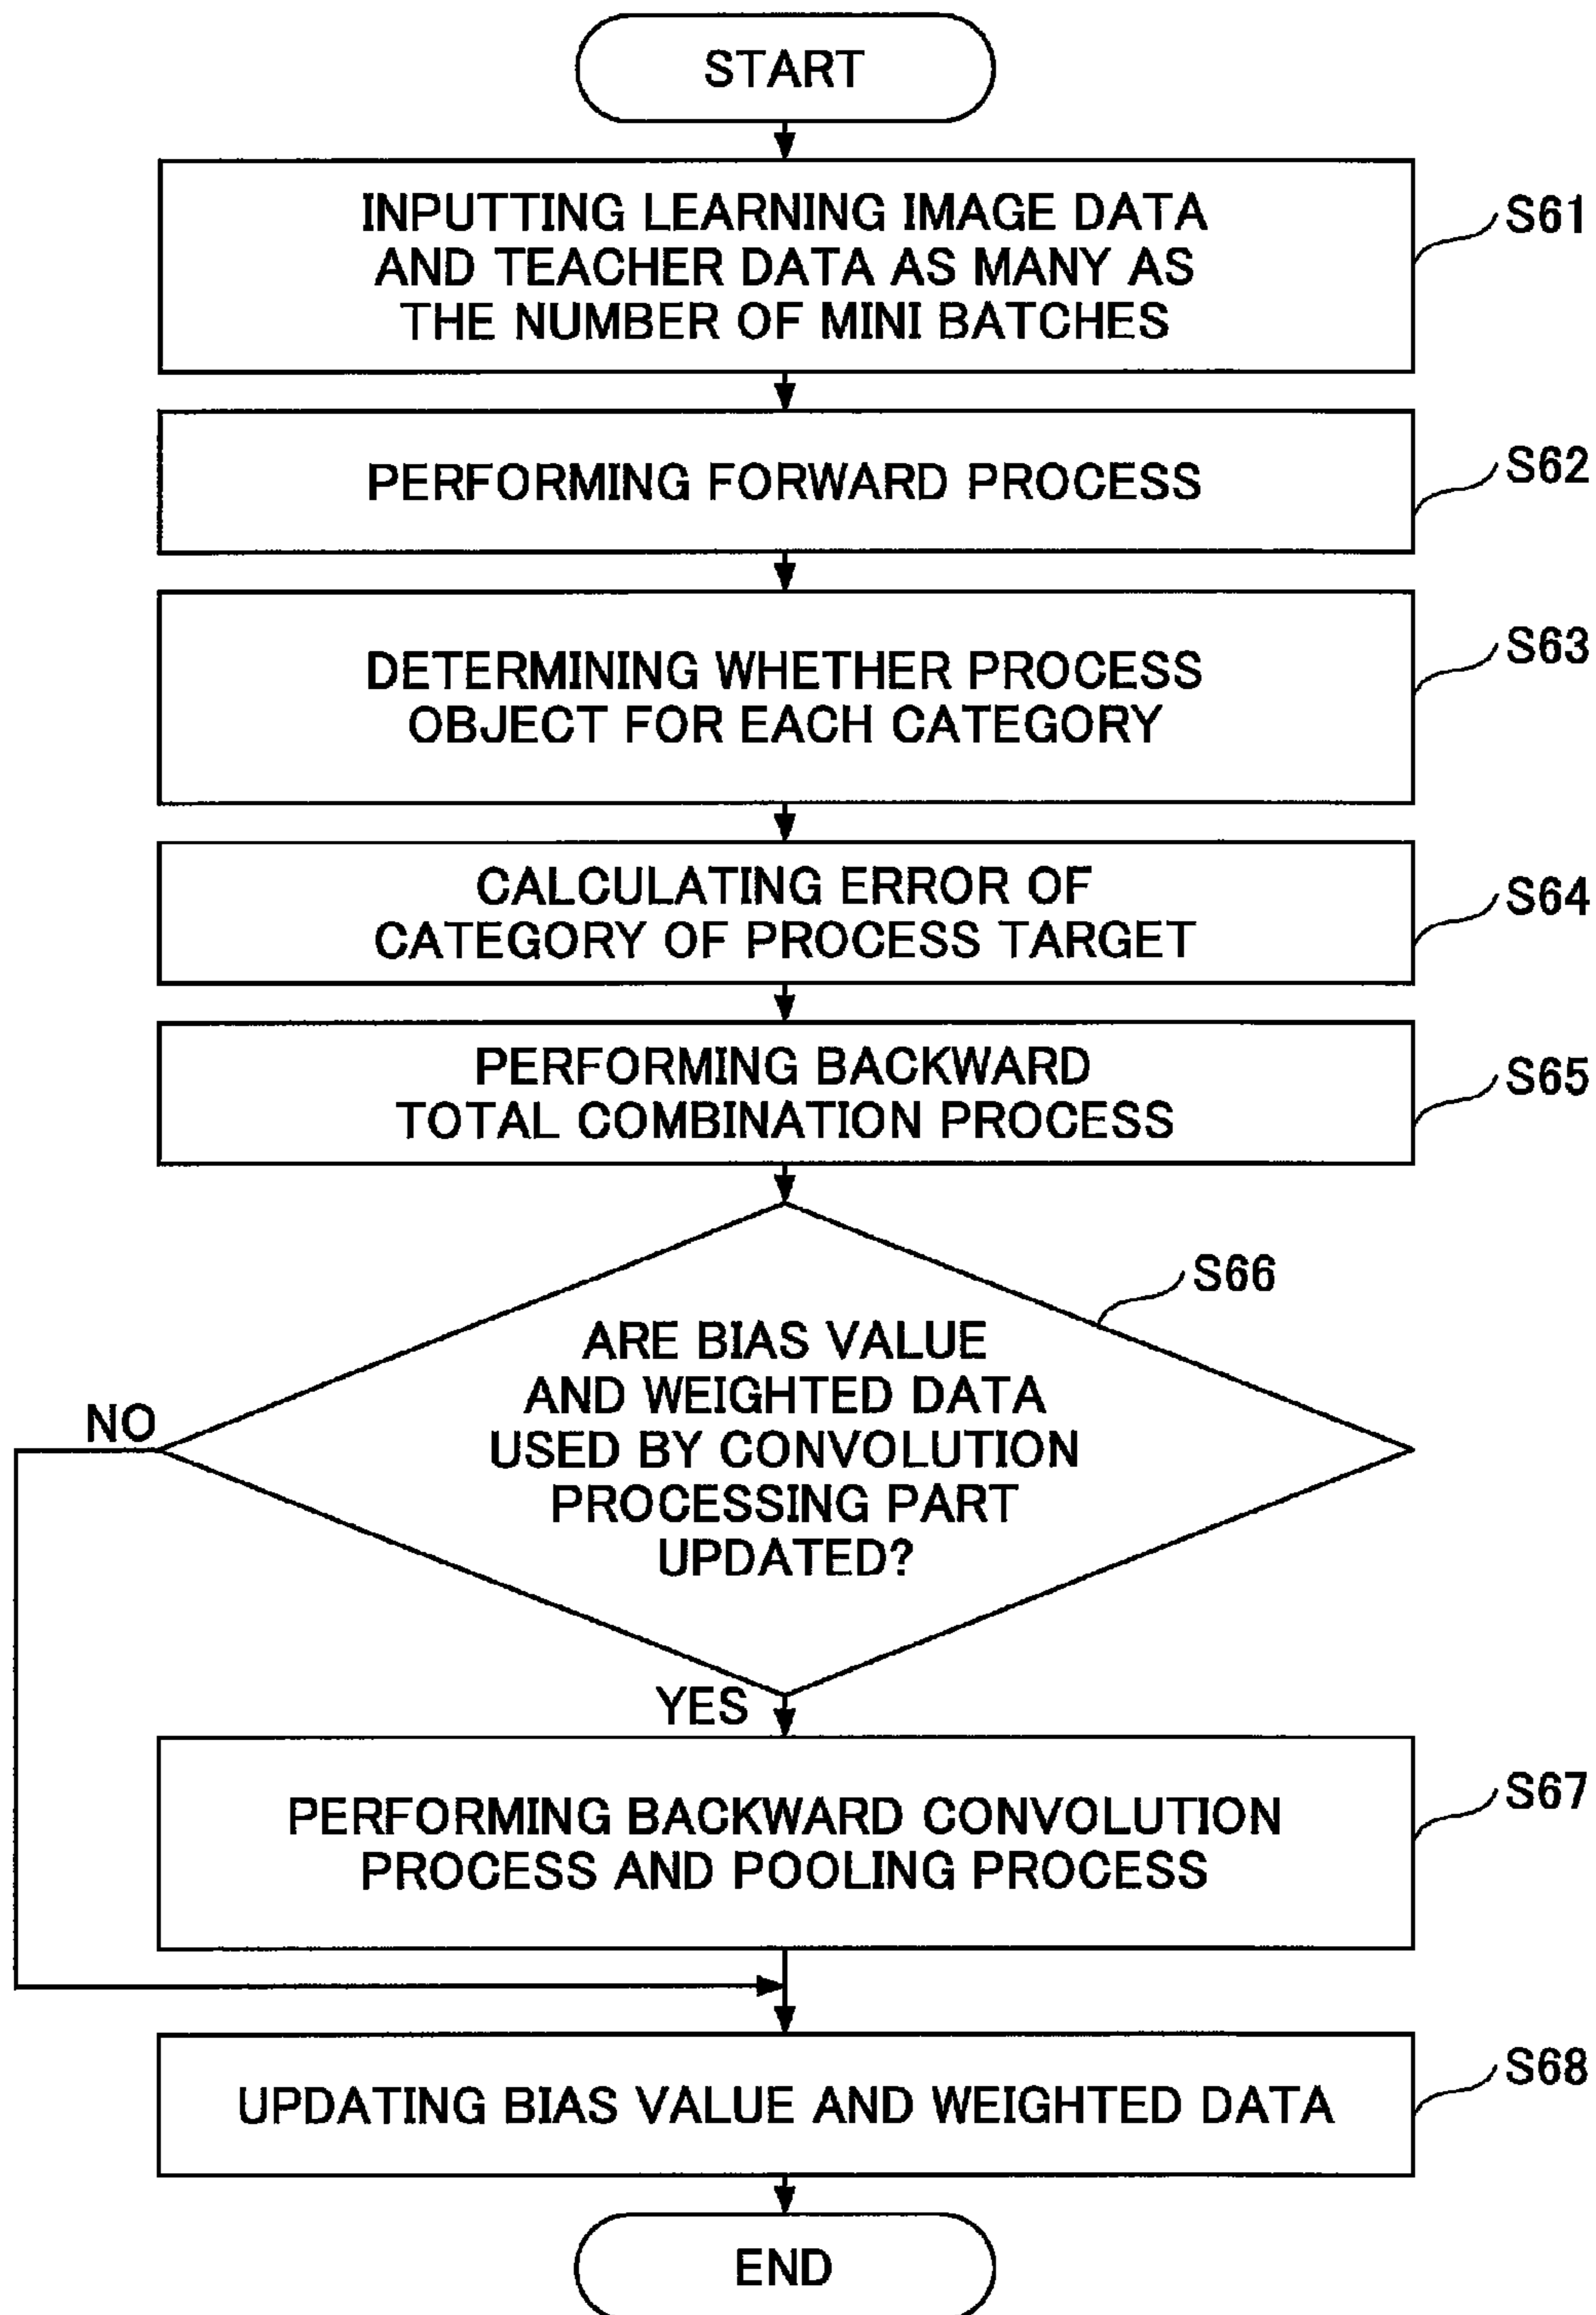 START
INPUTTING LEARNING IMAGE DATA
AND TEACHER DATA AS MANY AS
THE NUMBER OF MINI BATCHES
S61
PERFORMING FORWARD PROCESS
S62
DETERMINING WHETHER PROCESS
OBJECT FOR EACH CATEGORY
S63
CALCULATING ERROR OF
CATEGORY OF PROCESS TARGET
S64
PERFORMING BACKWARD
TOTAL COMBINATION PROCESS
S65
S66
ARE BIAS VALUE
AND WEIGHTED DATA
USED BY CONVOLUTION
PROCESSING PART
UPDATED?
NO
YES
PERFORMING BACKWARD CONVOLUTION
PROCESS AND POOLING PROCESS
S67
UPDATING BIAS VALUE AND WEIGHTED DATA
S68
END